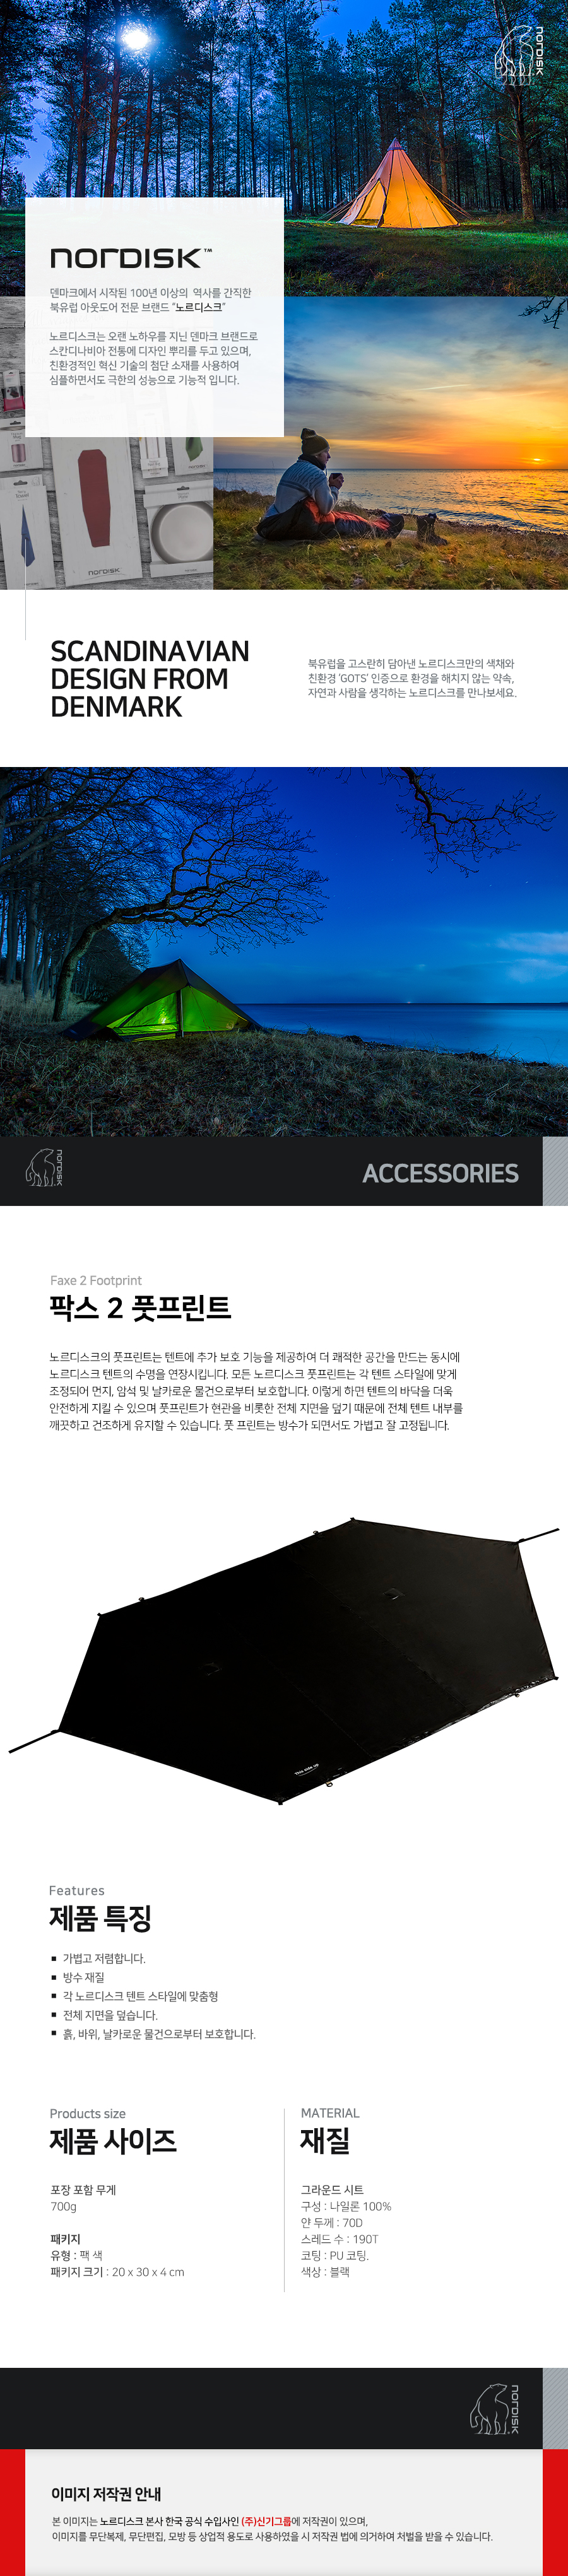 NORDISK
NORDISK™
덴마크에서 시작된 100년 이상의 역사를 간직한
북유럽 아웃도어 전문 브랜드 “노르디스크”
노르디스크는 오랜 노하우를 지닌 덴마크 브랜드로
스칸디나비아 전통에 디자인 뿌리를 두고 있으며,
친환경적인 혁신 기술의 첨단 소재를 사용하여
심플하면서도 극한의 성능으로 기능적 입니다.
NORDISK
SCANDINAVIAN
DESIGN FROM
DENMARK
북유럽을 고스란히 담아낸 노르디스크만의 색채와
친환경 ‘GOTS’ 인증으로 환경을 해치지 않는 약속,
자연과 사람을 생각하는 노르디스크를 만나보세요.
NORDISK
ACCESSORIES
Faxe 2 Footprint
팍스 2 풋프린트
노르디스크의 풋프린트는 텐트에 추가 보호 기능을 제공하여 더 쾌적한 공간을 만드는 동시에
노르디스크 텐트의 수명을 연장시킵니다. 모든 노르디스크 풋프린트는 각 텐트 스타일에 맞게
조정되어 먼지, 암석 및 날카로운 물건으로부터 보호합니다. 이렇게 하면 텐트의 바닥을 더욱
안전하게 지킬 수 있으며 풋프린트가 현관을 비롯한 전체 지면을 덮기 때문에 전체 텐트 내부를
깨끗하고 건조하게 유지할 수 있습니다. 풋 프린트는 방수가 되면서도 가볍고 잘 고정됩니다.
This side up
Features
제품 특징
■ 가볍고 저렴합니다.
■ 방수 재질
■ 각 노르디스크 텐트 스타일에 맞춤형
■ 전체 지면을 덮습니다.
■ 흙, 바위, 날카로운 물건으로부터 보호합니다.
Products size
제품 사이즈
포장 포함 무게
700g
패키지
유형 : 팩 색
패키지 크기 : 20 x 30 x 4 cm
MATERIAL
재질
그라운드 시트
구성 : 나일론 100%
얀 두께 : 70D
스레드 수 : 190T
코팅 : PU 코팅.
색상 : 블랙
NORDISK
이미지 저작권 안내
본 이미지는 노르디스크 본사 한국 공식 수입사인 (주)신기그룹에 저작권이 있으며,
이미지를 무단복제, 무단편집, 모방 등 상업적 용도로 사용하였을 시 저작권 법에 의거하여 처벌을 받을 수 있습니다.